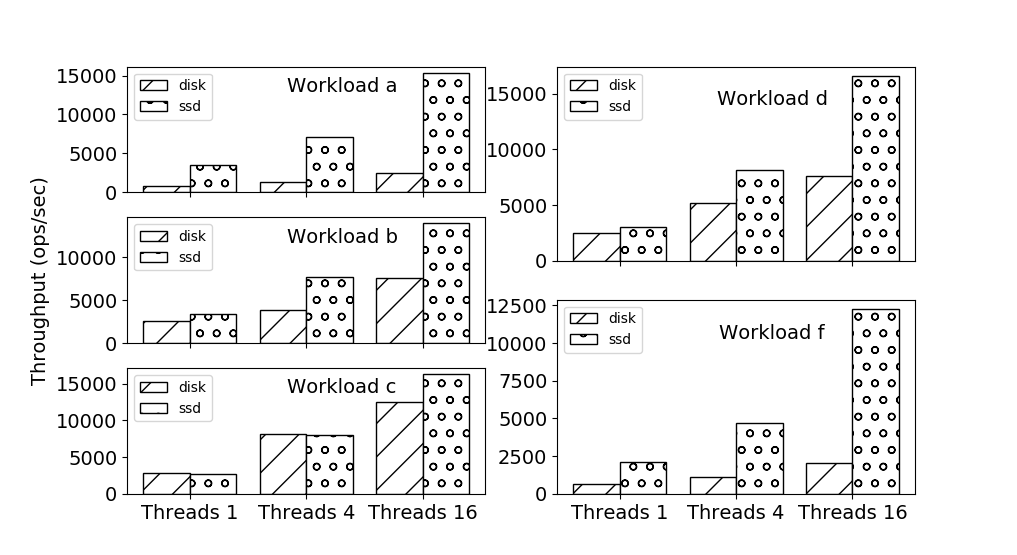 Throughput (ops/sec)
15000
10000
5000
0
disk
ssd
Workload a
10000
5000
0
disk
ssd
Workload b
15000
10000
5000
0
disk
ssd
Workload c
Threads 1 Threads 4 Threads 16
15000
10000
5000
0
disk
ssd
Workload d
12500
10000
7500
5000
2500
0
disk
ssd
Workload f
Threads 1 Threads 4 Threads 16